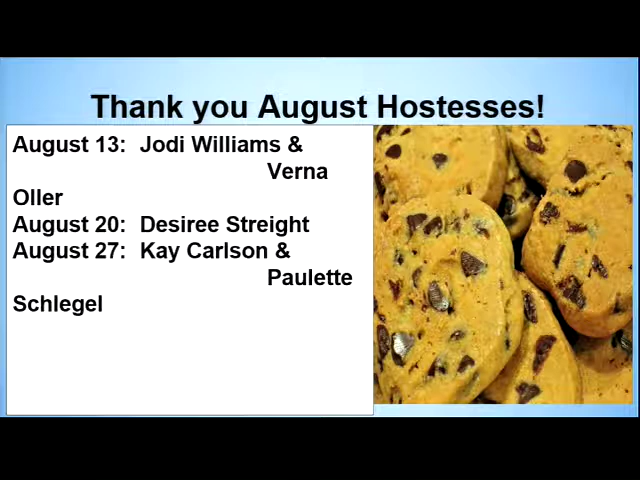 Thank you August Hostesses!
August 13: Jodi Williams &
Verna
Oller
August 20: Desiree Streight
August 27: Kay Carlson &
Paulette
Schlegel